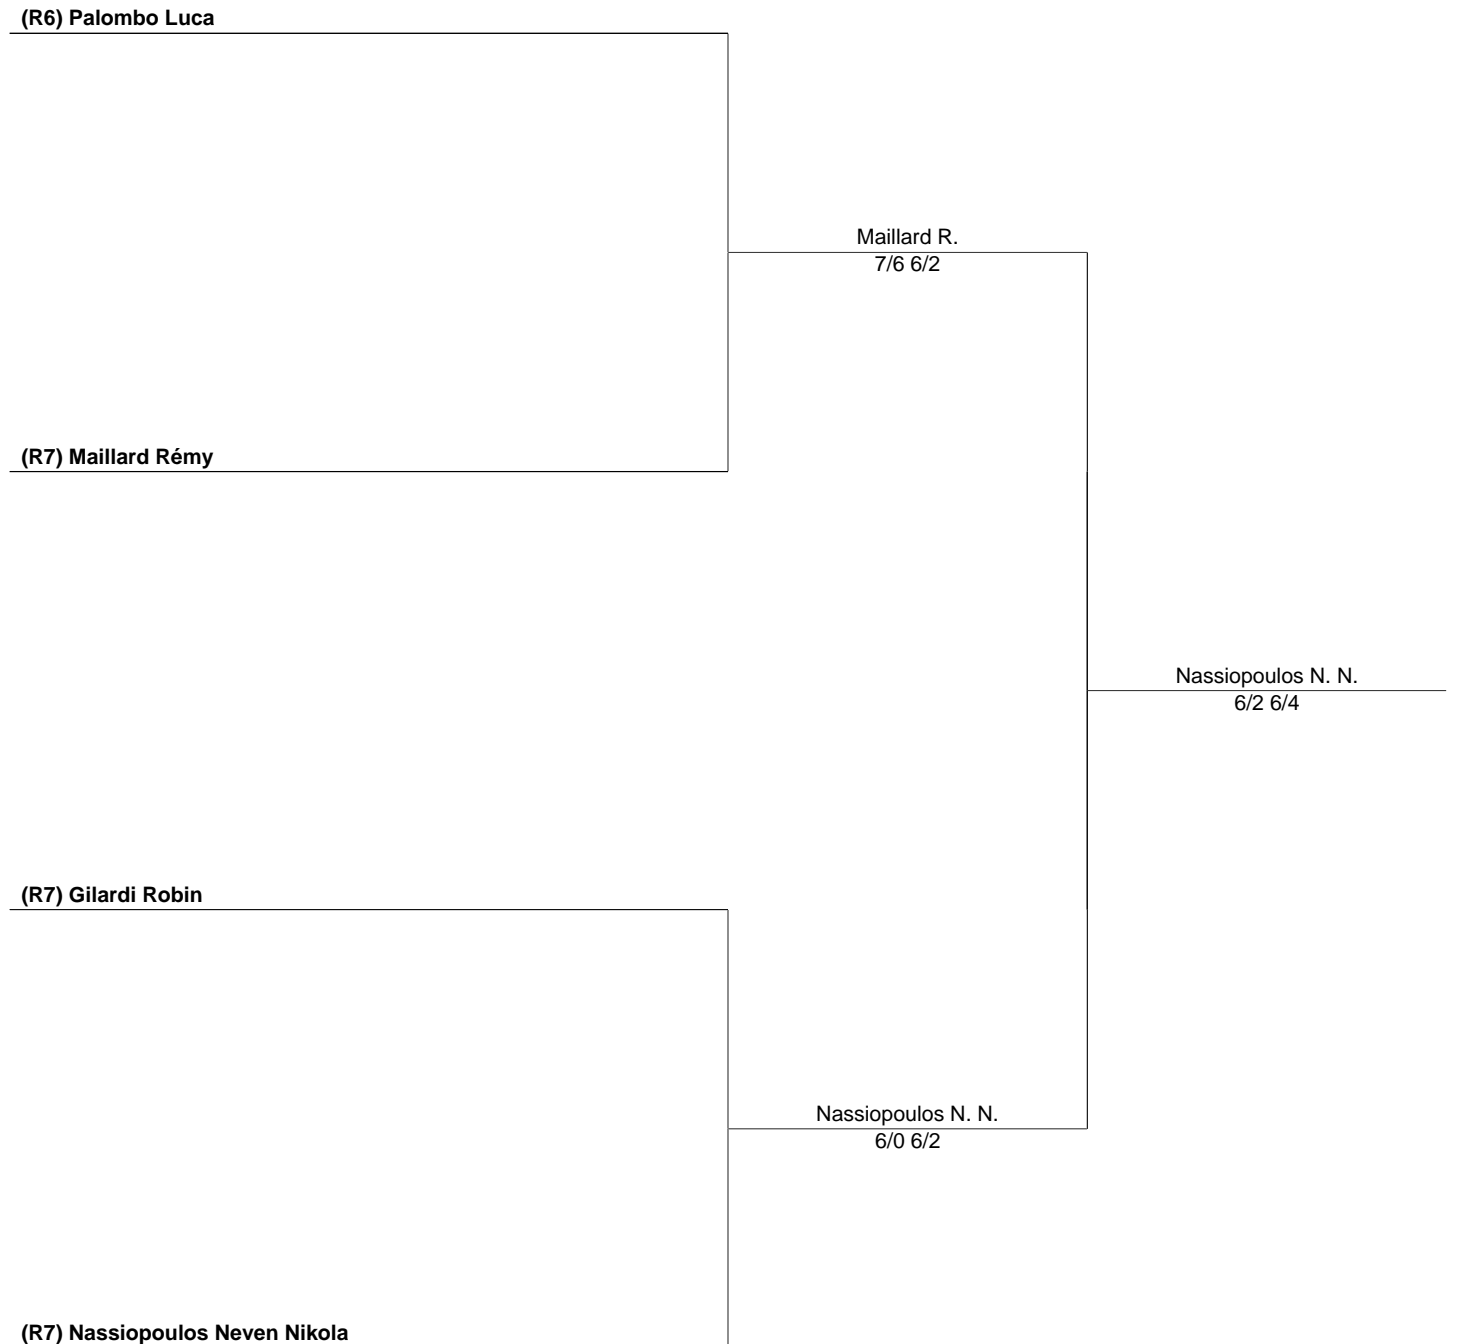 (R6) Palombo Luca
Maillard R.
7/6 6/2
(R7) Maillard Rémy
Nassiopoulos N. N.
6/2 6/4
(R7) Gilardi Robin
Nassiopoulos N. N.
6/0 6/2
(R7) Nassiopoulos Neven Nikola